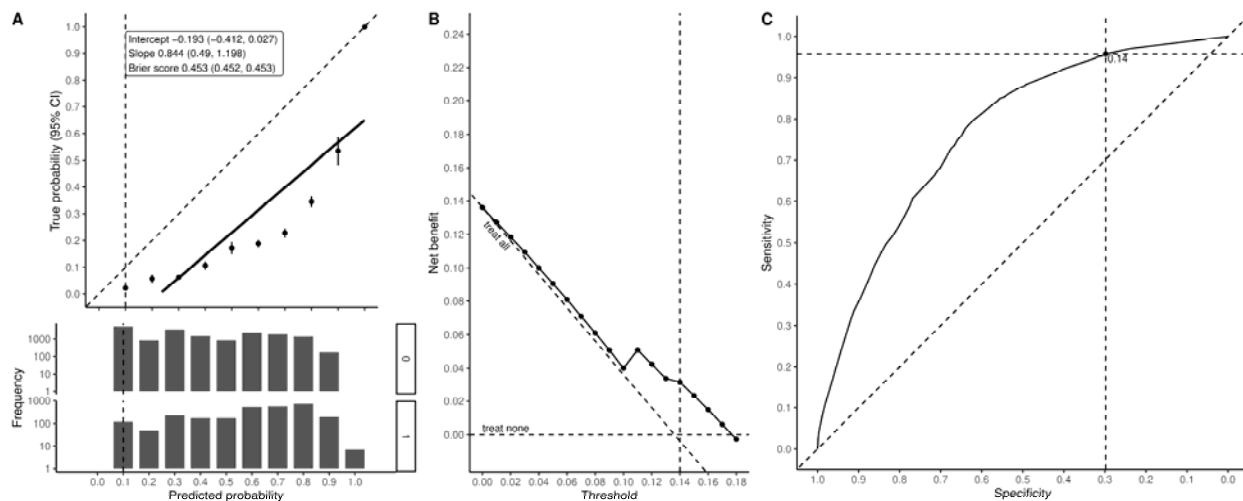 A
Intercept −0.193 (−0.412, 0.027)
Slope 0.844 (0.49, 1.198)
Brier score 0.453 (0.452, 0.453)
True probability (95% CI)
1.0
0.9
0.8
0.7
0.6
0.5
0.4
0.3
0.2
0.1
0.0
Frequency
1000
100
10
1
0
1000
100
10
1
1
0.0 0.1 0.2 0.3 0.4 0.5 0.6 0.7 0.8 0.9 1.0
Predicted probability
B
Net benefit
0.24
0.22
0.20
0.18
0.16
0.14
0.12
0.10
0.08
0.06
0.04
0.02
0.00
treat all
treat none
0.00 0.02 0.04 0.06 0.08 0.10 0.12 0.14 0.16 0.18
Threshold
C
Sensitivity
1.0
0.9
0.8
0.7
0.6
0.5
0.4
0.3
0.2
0.1
0.0
0.14
1.0 0.9 0.8 0.7 0.6 0.5 0.4 0.3 0.2 0.1 0.0
Specificity